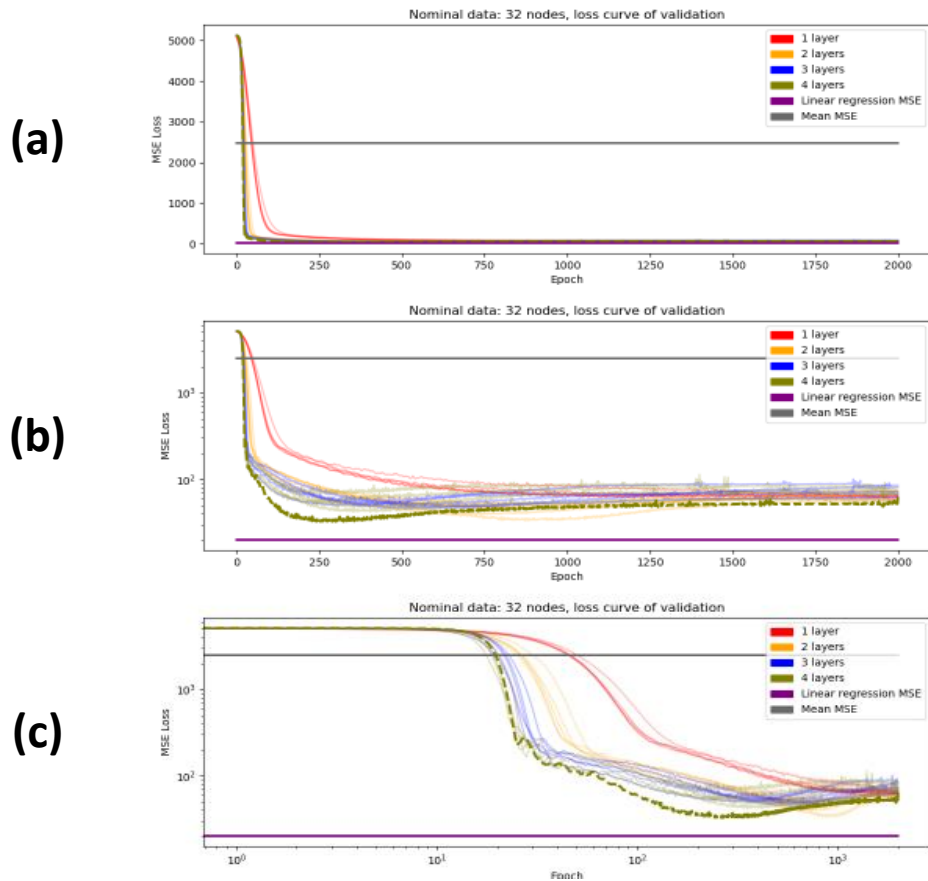 (a)
Nominal data: 32 nodes, loss curve of validation
MSE Loss
5000
4000
3000
2000
1000
0
1 layer
2 layers
3 layers
4 layers
Linear regression MSE
Mean MSE
0 250 500 750 1000 1250 1500 1750 2000
Epoch
(b)
Nominal data: 32 nodes, loss curve of validation
MSE Loss
10³
10²
1 layer
2 layers
3 layers
4 layers
Linear regression MSE
Mean MSE
0 250 500 750 1000 1250 1500 1750 2000
Epoch
(c)
Nominal data: 32 nodes, loss curve of validation
MSE Loss
10³
10²
1 layer
2 layers
3 layers
4 layers
Linear regression MSE
Mean MSE
10⁰ 10¹ 10² 10³
Epoch